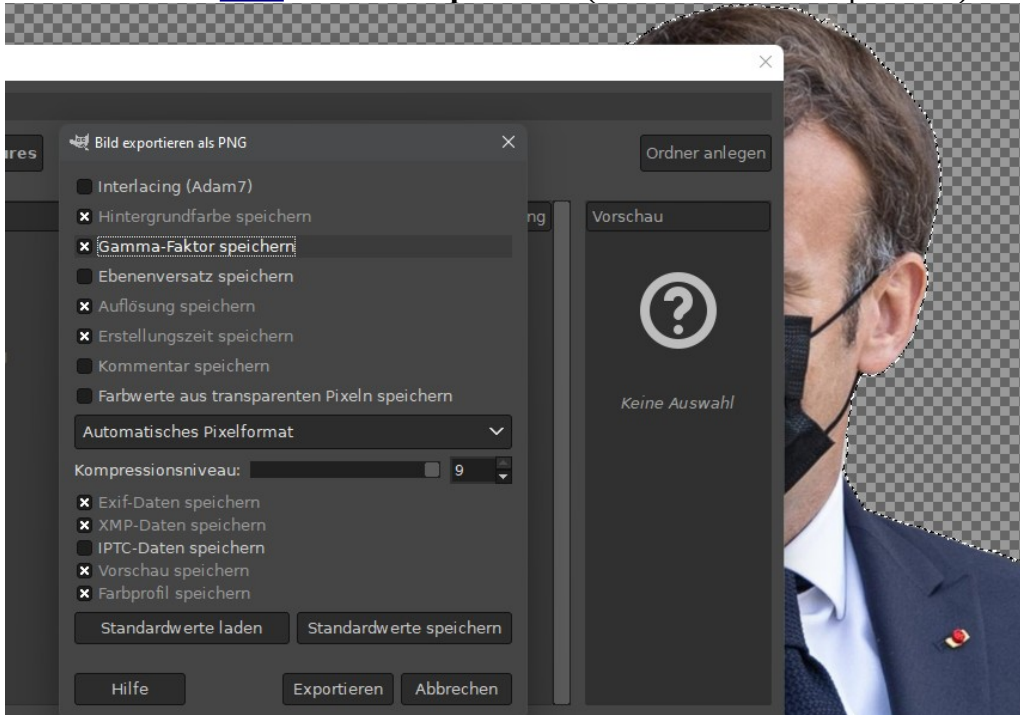 ures
Bild exportieren als PNG
Ordner anlegen
Interlacing (Adam7)
Hintergrundfarbe speichern
ng
Vorschau
Gamma-Faktor speichern
Ebenenversatz speichern
Auflösung speichern
Erstellungszeit speichern
Kommentar speichern
Farbwerte aus transparenten Pixeln speichern
Keine Auswahl
Automatisches Pixelformat
Kompressionsniveau: 9
Exif-Daten speichern
XMP-Daten speichern
IPTC-Daten speichern
Vorschau speichern
Farbprofil speichern
Standardwerte laden Standardwerte speichern
Hilfe Exportieren Abbrechen